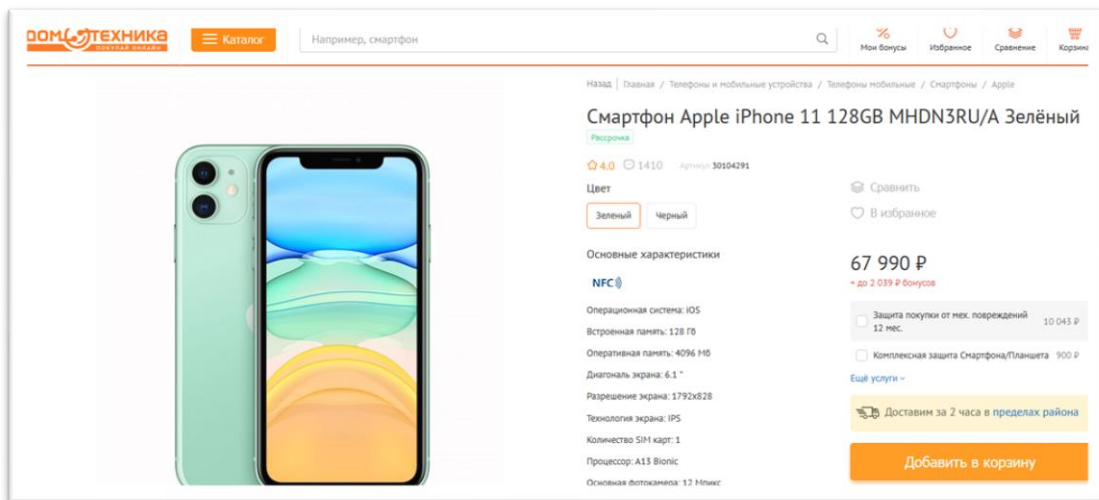 ДОМОТЕХНИКА
ПОКУПАЙ ОНЛАЙН
Каталог
Например, смартфон
Мои бонусы
Избранное
Сравнение
Корзина
Назад | Главная / Телефоны и мобильные устройства / Телефоны мобильные / Смартфоны / Apple
Смартфон Apple iPhone 11 128GB MHDN3RU/A Зелёный
Рассрочка
4.0 1410 Артикул 30104291
Цвет
Зеленый Черный
Основные характеристики
NFC
Операционная система: iOS
Встроенная память: 128 Гб
Оперативная память: 4096 Мб
Диагональ экрана: 6.1 "
Разрешение экрана: 1792x828
Технология экрана: IPS
Количество SIM карт: 1
Процессор: A13 Bionic
Основная фотокамера: 12 Мпикс
Сравнить
В избранное
67 990 ₽
+ до 2 039 ₽ бонусов
Защита покупки от мех. повреждений
12 мес.
10 043 ₽
Комплексная защита Смартфона/Планшета 900 ₽
Ещё услуги
Доставим за 2 часа в пределах района
Добавить в корзину